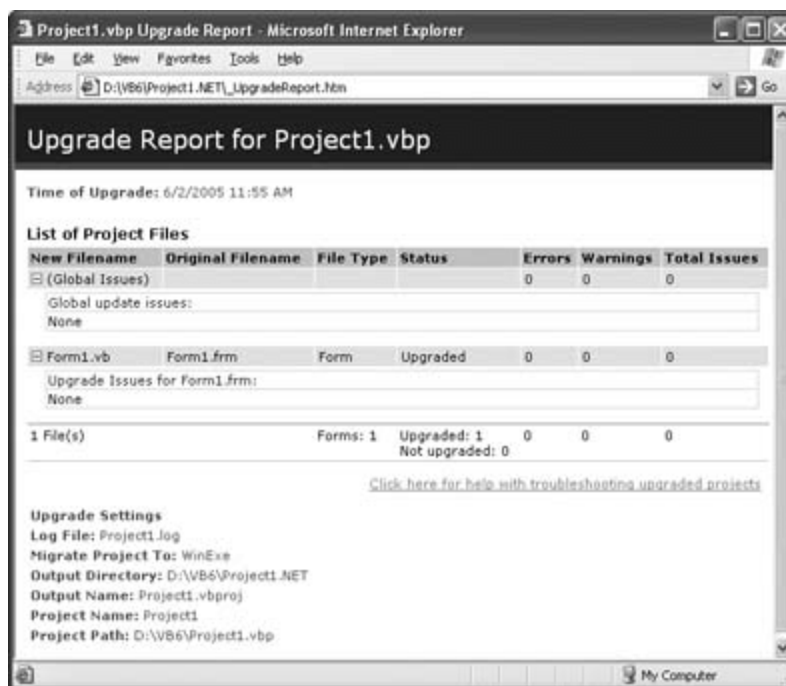 Project1.vbp Upgrade Report - Microsoft Internet Explorer
File Edit View Favorites Tools Help
Address D:\VB6\Project1.NET\_UpgradeReport.htm Go
Upgrade Report for Project1.vbp
Time of Upgrade: 6/2/2005 11:55 AM
List of Project Files
New Filename Original Filename File Type Status Errors Warnings Total Issues
(Global Issues) 0 0 0
Global update issues:
None
Form1.vb Form1.frm Form Upgraded 0 0 0
Upgrade Issues for Form1.frm:
None
1 File(s) Forms: 1 Upgraded: 1 0 0 0
Not upgraded: 0
Click here for help with troubleshooting upgraded projects
Upgrade Settings
Log File: Project1.log
Migrate Project To: WinExe
Output Directory: D:\VB6\Project1.NET
Output Name: Project1.vbproj
Project Name: Project1
Project Path: D:\VB6\Project1.vbp
My Computer